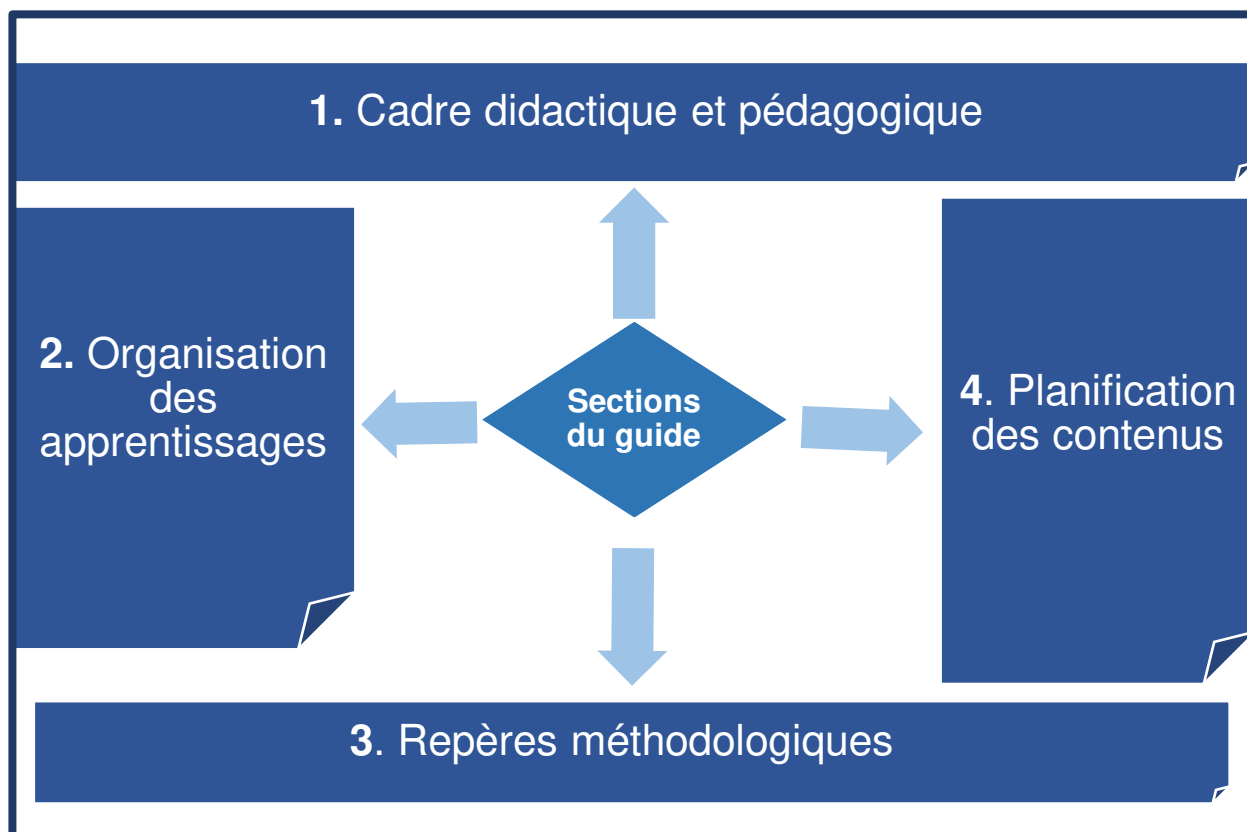 1. Cadre didactique et pédagogique
2. Organisation
des
apprentissages
Sections
du guide
4. Planification
des contenus
3. Repères méthodologiques